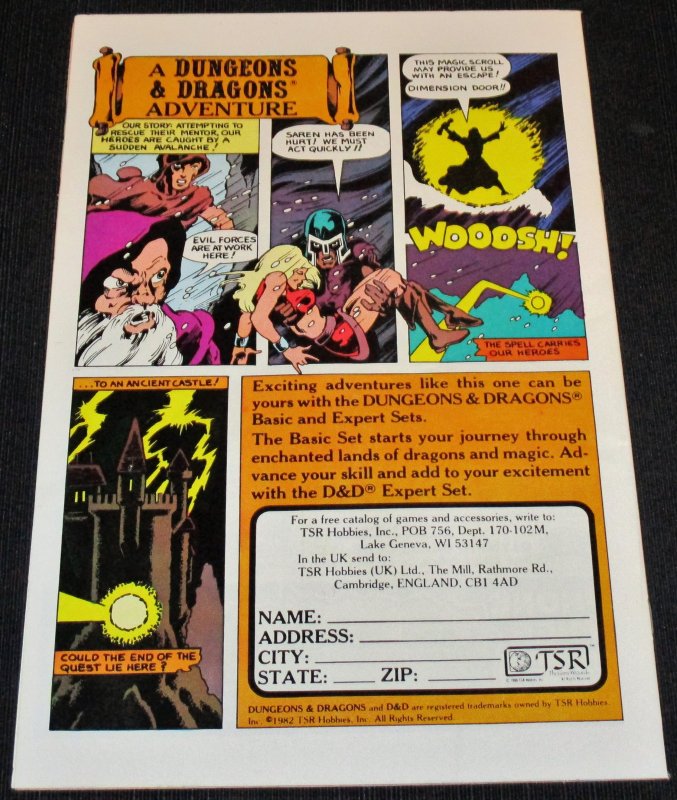 A DUNGEONS
& DRAGONS®
ADVENTURE
OUR STORY: ATTEMPTING TO
RESCUE THEIR MENTOR, OUR
HEROES ARE CAUGHT BY A
SUDDEN AVALANCHE!
EVIL FORCES
ARE AT WORK
HERE!
SAREN HAS BEEN
HURT! WE MUST
ACT QUICKLY!!
THIS MAGIC SCROLL
MAY PROVIDE US
WITH AN ESCAPE!
DIMENSION DOOR!!
WOOOSH!
THE SPELL CARRIES
OUR HEROES
...TO AN ANCIENT CASTLE!
COULD THE END OF THE
QUEST LIE HERE?
Exciting adventures like this one can be
yours with the DUNGEONS & DRAGONS®
Basic and Expert Sets.
The Basic Set starts your journey through
enchanted lands of dragons and magic. Ad-
vance your skill and add to your excitement
with the D&D® Expert Set.
For a free catalog of games and accessories, write to:
TSR Hobbies, Inc., POB 756, Dept. 170-102M,
Lake Geneva, WI 53147
In the UK send to:
TSR Hobbies (UK) Ltd., The Mill, Rathmore Rd.,
Cambridge, ENGLAND, CB1 4AD
NAME:
ADDRESS:
CITY:
STATE: ZIP:
TSR™
DUNGEONS & DRAGONS and D&D are registered trademarks owned by TSR Hobbies,
Inc. ©1982 TSR Hobbies, Inc. All Rights Reserved.